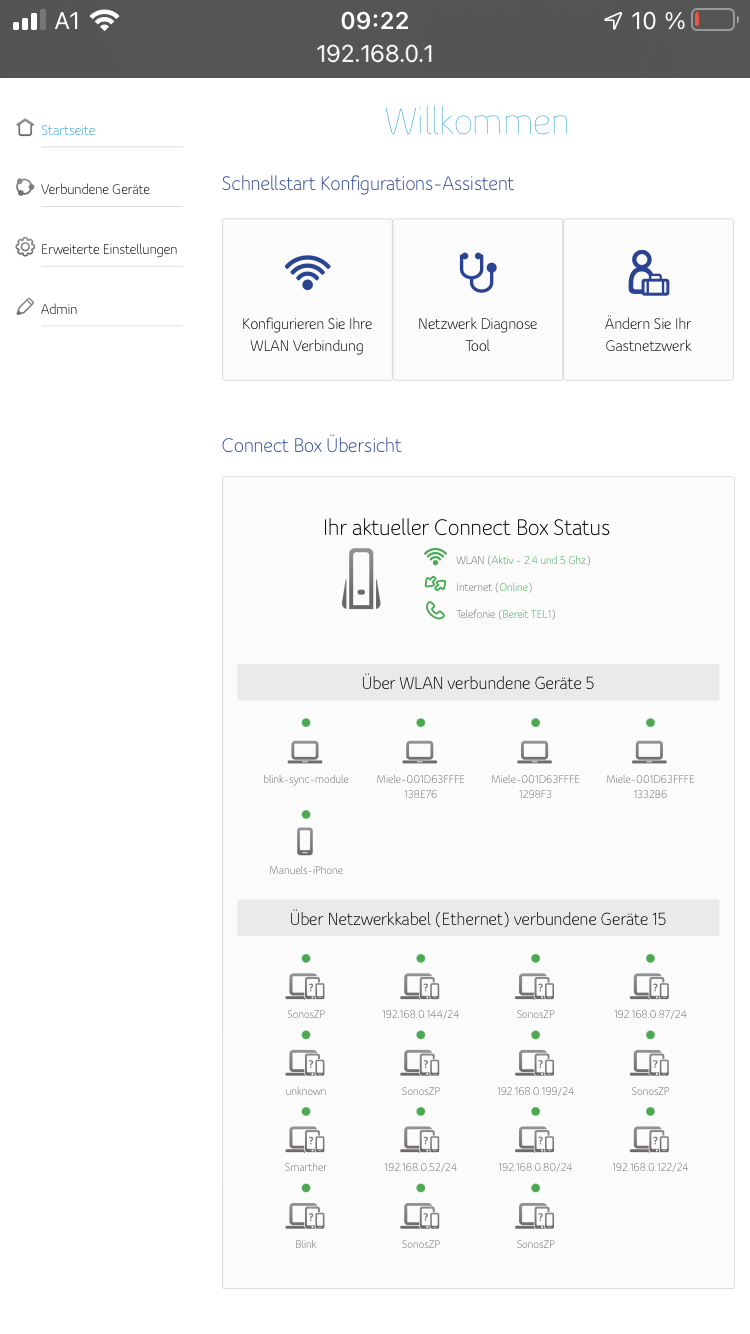 A1 09:22 10 %
192.168.0.1
Willkommen
Startseite
Verbundene Geräte
Erweiterte Einstellungen
Admin
Schnellstart Konfigurations-Assistent
Konfigurieren Sie Ihre
WLAN Verbindung
Netzwerk Diagnose
Tool
Ändern Sie Ihr
Gastnetzwerk
Connect Box Übersicht
Ihr aktueller Connect Box Status
WLAN (Aktiv - 2.4 und 5 Ghz)
Internet (Online)
Telefonie (Bereit TEL1)
Über WLAN verbundene Geräte 5
blink-sync-module
Miele-001D63FFFE
138E76
Miele-001D63FFFE
1298F3
Miele-001D63FFFE
1332B6
Manuels-iPhone
Über Netzwerkkabel (Ethernet) verbundene Geräte 15
SonosZP 192.168.0.144/24 SonosZP 192.168.0.87/24
unknown SonosZP 192.168.0.199/24 SonosZP
Smarther 192.168.0.52/24 192.168.0.80/24 192.168.0.122/24
Blink SonosZP SonosZP